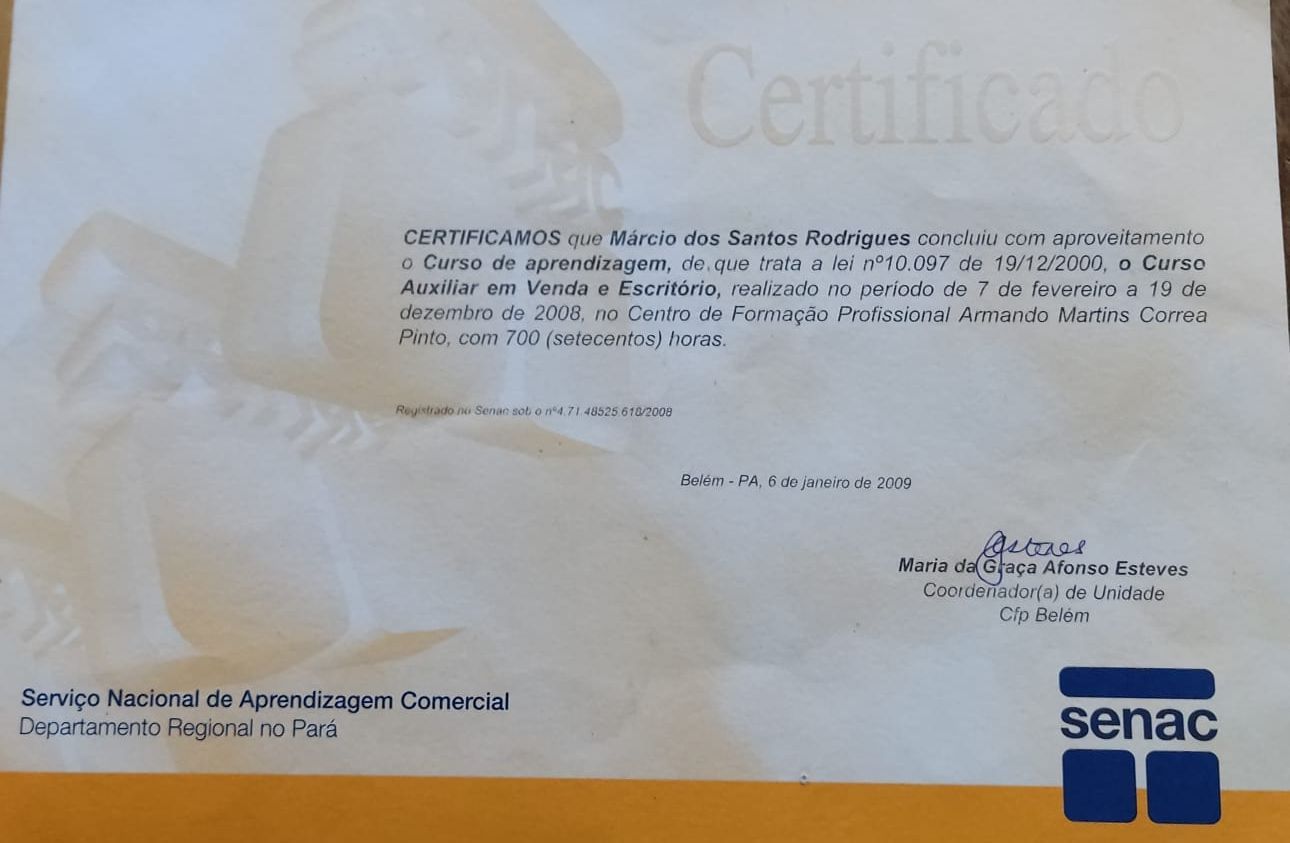 Certificado
CERTIFICAMOS que Márcio dos Santos Rodrigues concluiu com aproveitamento
o Curso de aprendizagem, de que trata a lei nº10.097 de 19/12/2000, o Curso
Auxiliar em Venda e Escritório, realizado no período de 7 de fevereiro a 19 de
dezembro de 2008, no Centro de Formação Profissional Armando Martins Correa
Pinto, com 700 (setecentos) horas.
Registrado no Senac sob o nº4.71.48525.610/2008
Belém - PA, 6 de janeiro de 2009
Gesteves
Maria da Graça Afonso Esteves
Coordenador(a) de Unidade
Cfp Belém
Serviço Nacional de Aprendizagem Comercial
Departamento Regional no Pará
senac